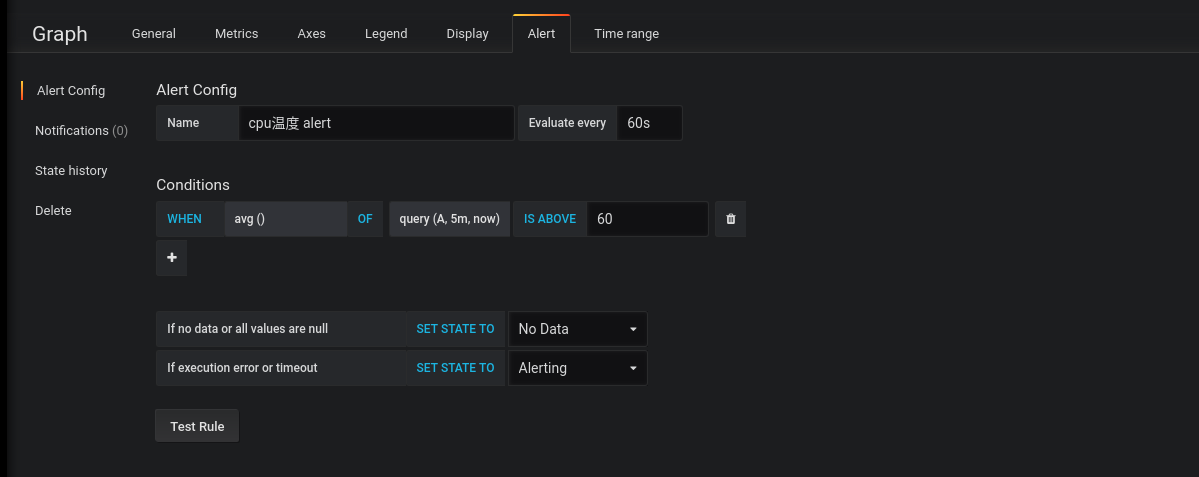 Graph General Metrics Axes Legend Display Alert Time range
Alert Config
Notifications (0)
State history
Delete
Alert Config
Name cpu温度 alert Evaluate every 60s
Conditions
WHEN avg () OF query (A, 5m, now) IS ABOVE 60
If no data or all values are null SET STATE TO No Data
If execution error or timeout SET STATE TO Alerting
Test Rule